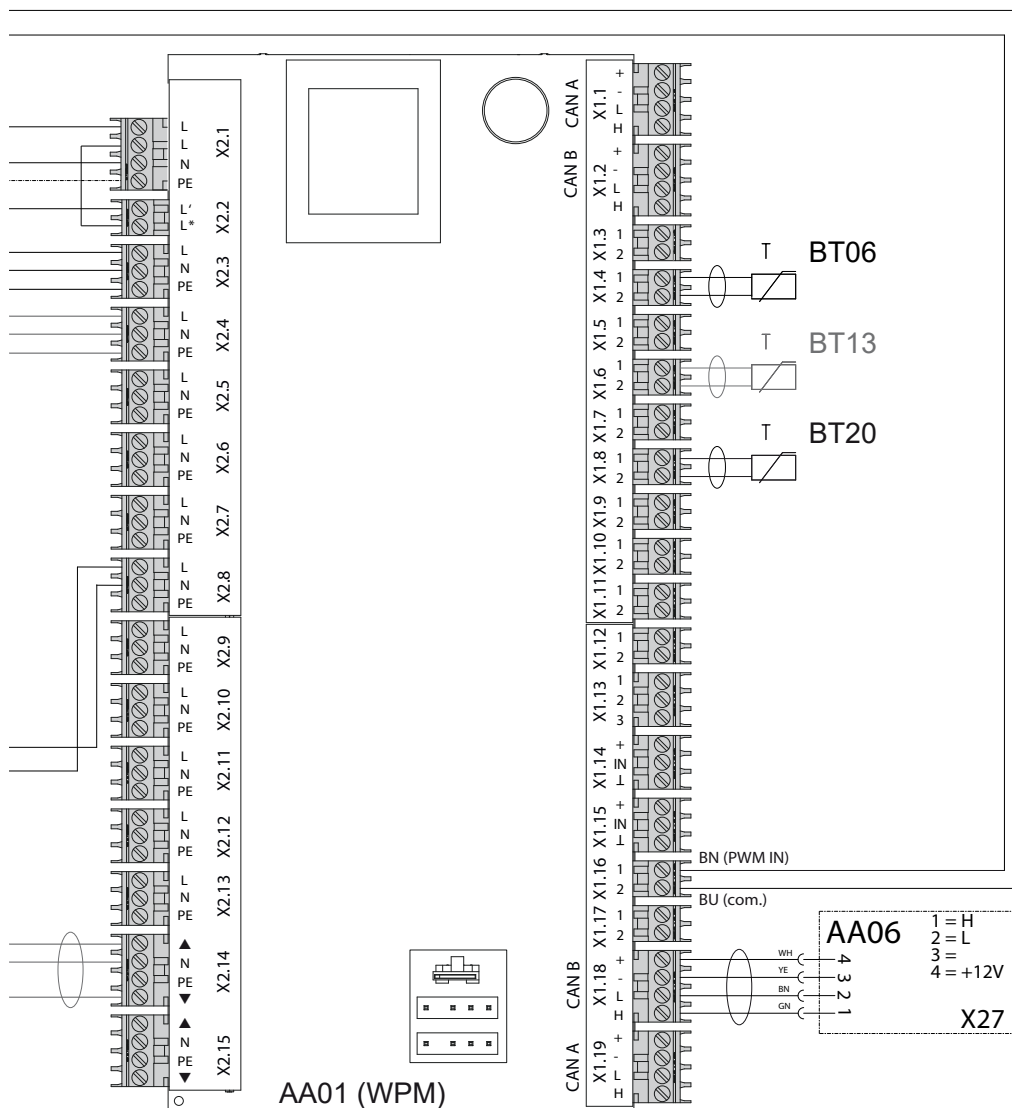 L
L
N
PE
X2.1
L'
L*
X2.2
L
N
PE
X2.3
L
N
PE
X2.4
L
N
PE
X2.5
L
N
PE
X2.6
L
N
PE
X2.7
L
N
PE
X2.8
L
N
PE
X2.9
L
N
PE
X2.10
L
N
PE
X2.11
L
N
PE
X2.12
L
N
PE
X2.13
▲
N
PE
▼
X2.14
▲
N
PE
▼
X2.15
AA01 (WPM)
CAN A
X1.1
+
-
L
H
CAN B
X1.2
+
-
L
H
X1.3
1
2
X1.4
1
2
T
BT06
X1.5
1
2
X1.6
1
2
T
BT13
X1.7
1
2
X1.8
1
2
T
BT20
X1.9
1
2
X1.10
1
2
X1.11
1
2
X1.12
1
2
X1.13
1
2
3
X1.14
+
IN
⊥
X1.15
+
IN
⊥
X1.16
1
2
BN (PWM IN)
BU (com.)
X1.17
1
2
CAN B
X1.18
+
-
L
H
WH
YE
BN
GN
4
3
2
1
AA06
1 = H
2 = L
3 =
4 = +12V
X27
CAN A
X1.19
+
-
L
H